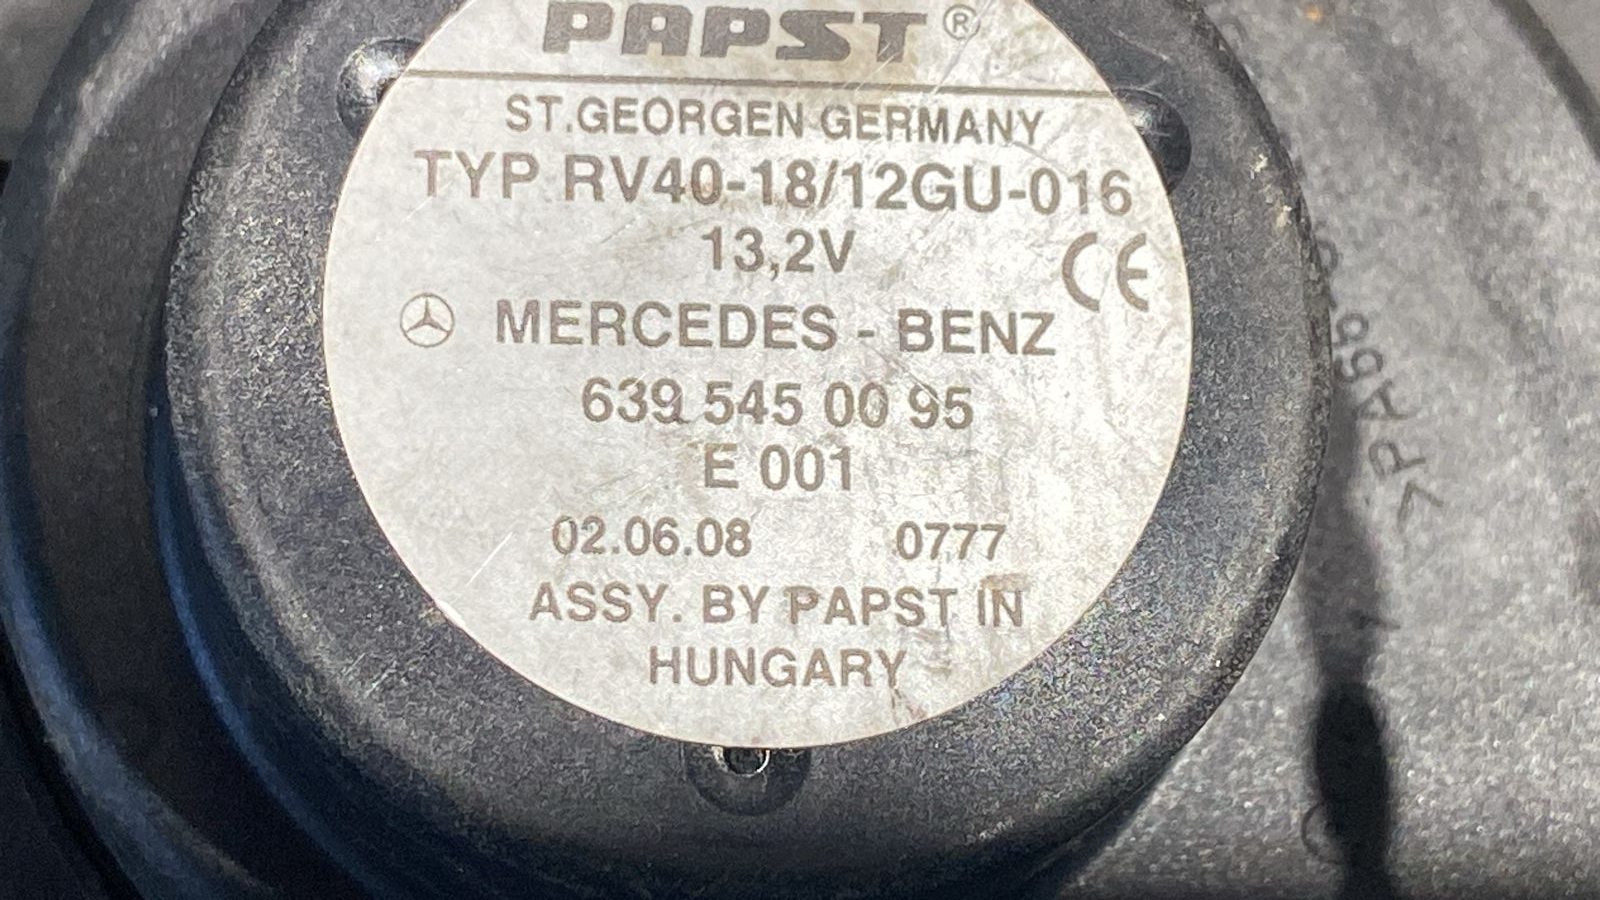 PAPST®
ST.GEORGEN GERMANY
TYP RV40-18/12GU-016
13,2V
CE
MERCEDES - BENZ
639 545 00 95
E 001
02.06.08 0777
ASSY. BY PAPST IN
HUNGARY
>PA66